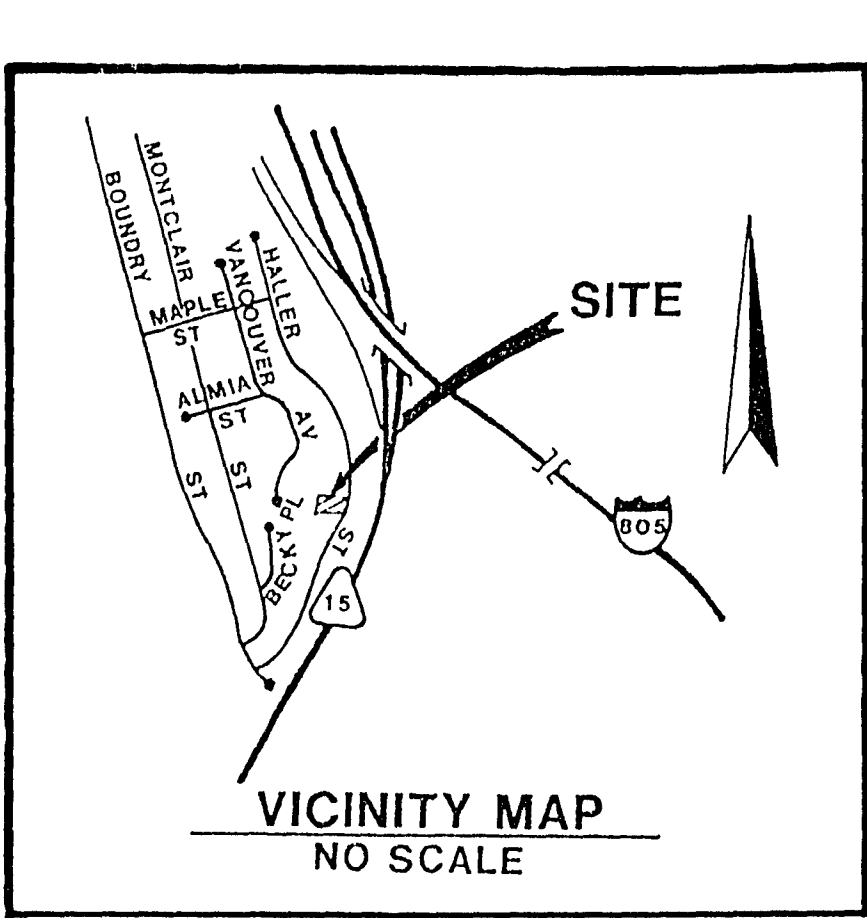 MONTCLAIR
BOUNDRY
VANCOUVER
HALLER
MAPLE
ST
SITE
ALMIA
ST
AV
ST
ST
BECKY PL
ST
805
15
VICINITY MAP
NO SCALE